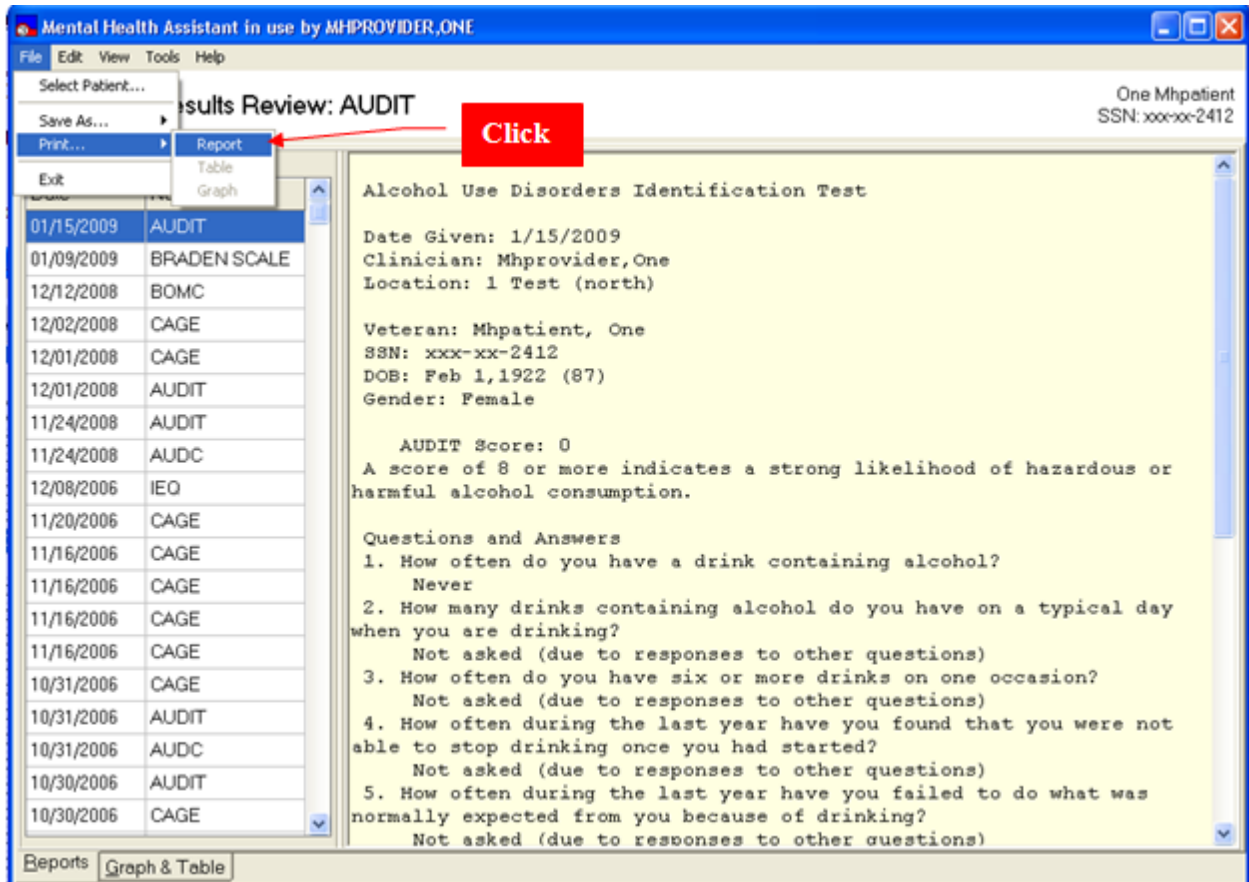 Mental Health Assistant in use by MHPROVIDER,ONE
File Edit View Tools Help
Select Patient...
Save As...
Print...
Exit
Report
Table
Graph
sults Review: AUDIT
One Mhpatient
SSN: xxx-xx-2412
Click
01/15/2009 AUDIT
01/09/2009 BRADEN SCALE
12/12/2008 BOMC
12/02/2008 CAGE
12/01/2008 CAGE
12/01/2008 AUDIT
11/24/2008 AUDIT
11/24/2008 AUDC
12/08/2006 IEQ
11/20/2006 CAGE
11/16/2006 CAGE
11/16/2006 CAGE
11/16/2006 CAGE
11/16/2006 CAGE
10/31/2006 CAGE
10/31/2006 AUDIT
10/31/2006 AUDC
10/30/2006 AUDIT
10/30/2006 CAGE
Alcohol Use Disorders Identification Test
Date Given: 1/15/2009
Clinician: Mhprovider,One
Location: 1 Test (north)
Veteran: Mhpatient, One
SSN: xxx-xx-2412
DOB: Feb 1,1922 (87)
Gender: Female
AUDIT Score: 0
A score of 8 or more indicates a strong likelihood of hazardous or
harmful alcohol consumption.
Questions and Answers
1. How often do you have a drink containing alcohol?
Never
2. How many drinks containing alcohol do you have on a typical day
when you are drinking?
Not asked (due to responses to other questions)
3. How often do you have six or more drinks on one occasion?
Not asked (due to responses to other questions)
4. How often during the last year have you found that you were not
able to stop drinking once you had started?
Not asked (due to responses to other questions)
5. How often during the last year have you failed to do what was
normally expected from you because of drinking?
Not asked (due to responses to other questions)
Reports Graph & Table